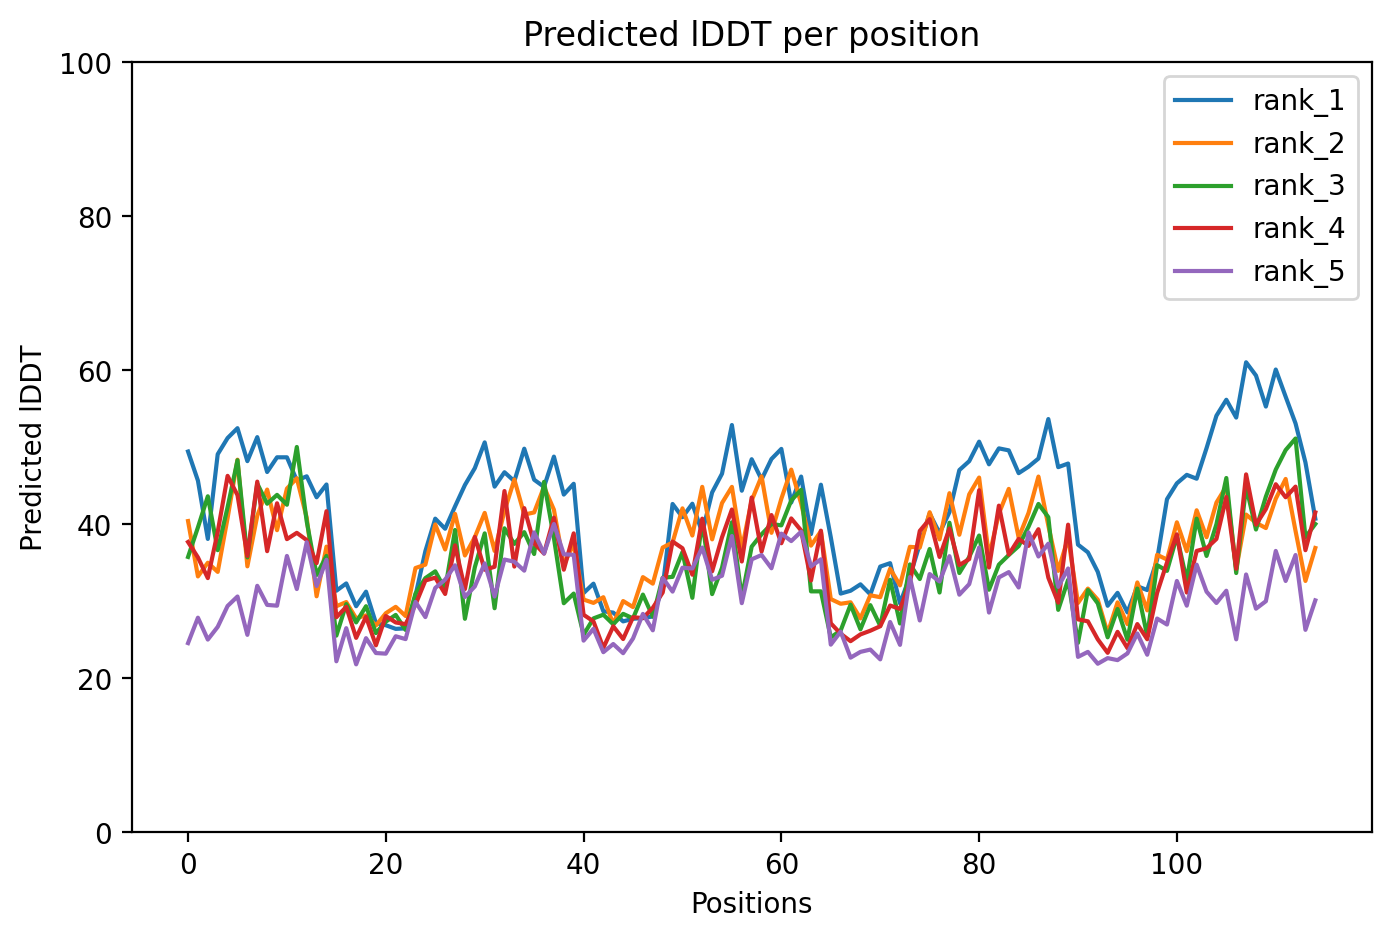 Predicted lDDT per position
100
80
60
40
20
0
Predicted lDDT
0 20 40 60 80 100
Positions
rank_1
rank_2
rank_3
rank_4
rank_5